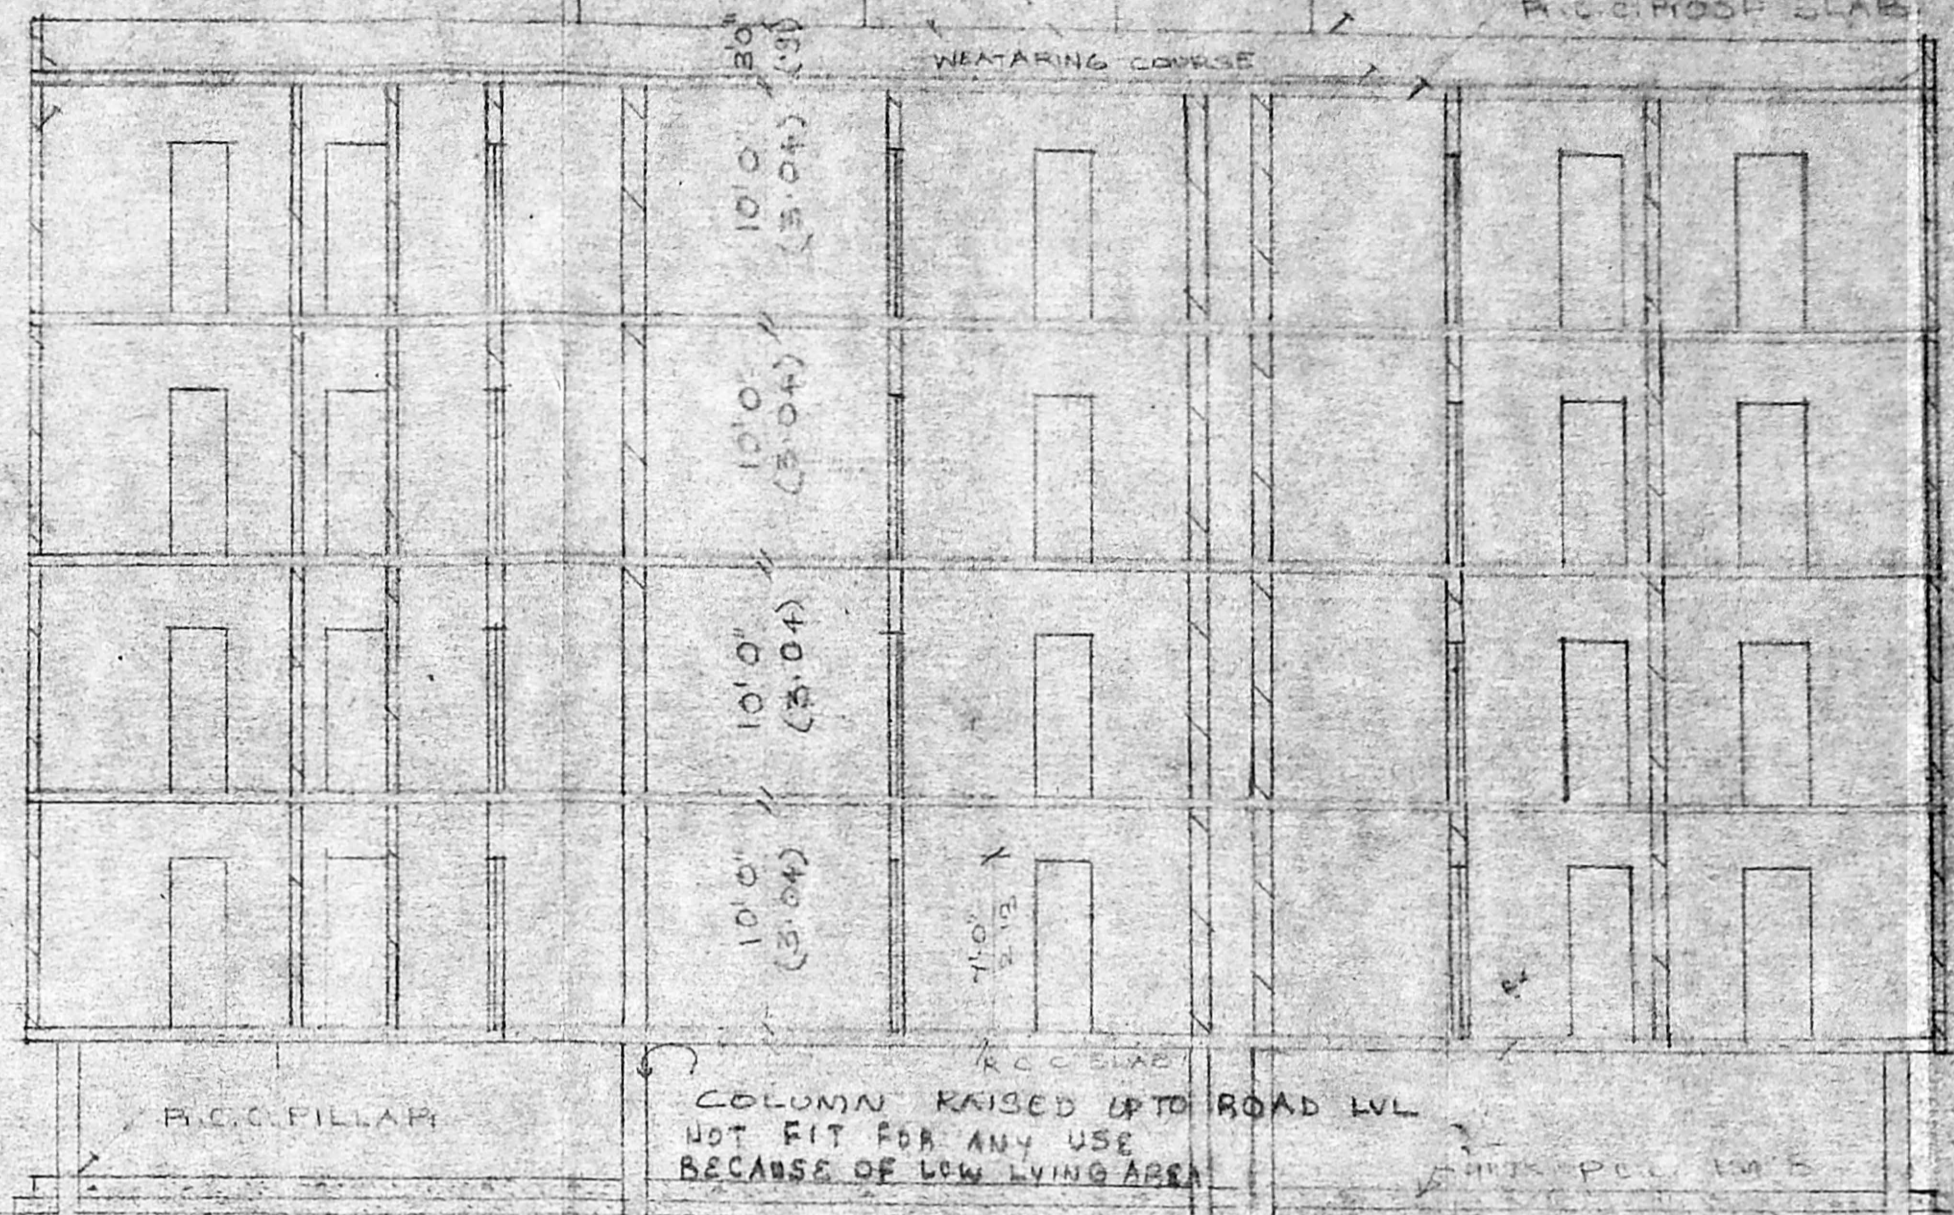 R.C.C. ROOF SLAB
3'0"
(.91)
WEATARING COURSE
10'0"
(3.04)
10'0"
(3.04)
10'0"
(3.04)
10'0"
(3.04)
7'.0"
2.13
R C C SLAB
COLUMN RAISED UPTO ROAD LVL
NOT FIT FOR ANY USE
BECAUSE OF LOW LYING AREA
R.C.C. PILLAR
THK P.C.C.